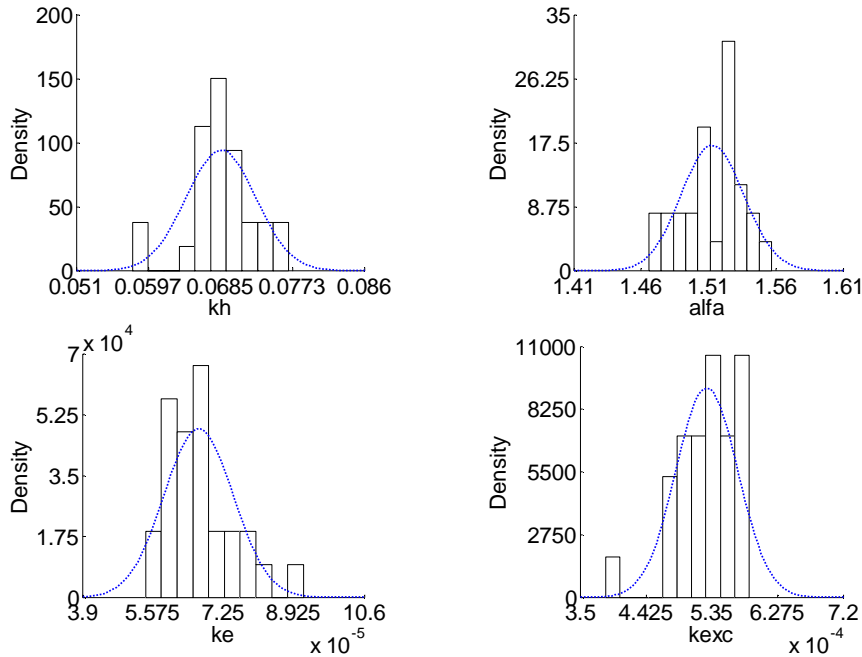 200
150
100
50
0
Density
0.051 0.0597 0.0685 0.0773 0.086
kh
35
26.25
17.5
8.75
0
Density
1.41 1.46 1.51 1.56 1.61
alfa
x 10^4
7
5.25
3.5
1.75
0
Density
3.9 5.575 7.25 8.925 10.6
ke
x 10^-5
11000
8250
5500
2750
0
Density
3.5 4.425 5.35 6.275 7.2
kexc
x 10^-4